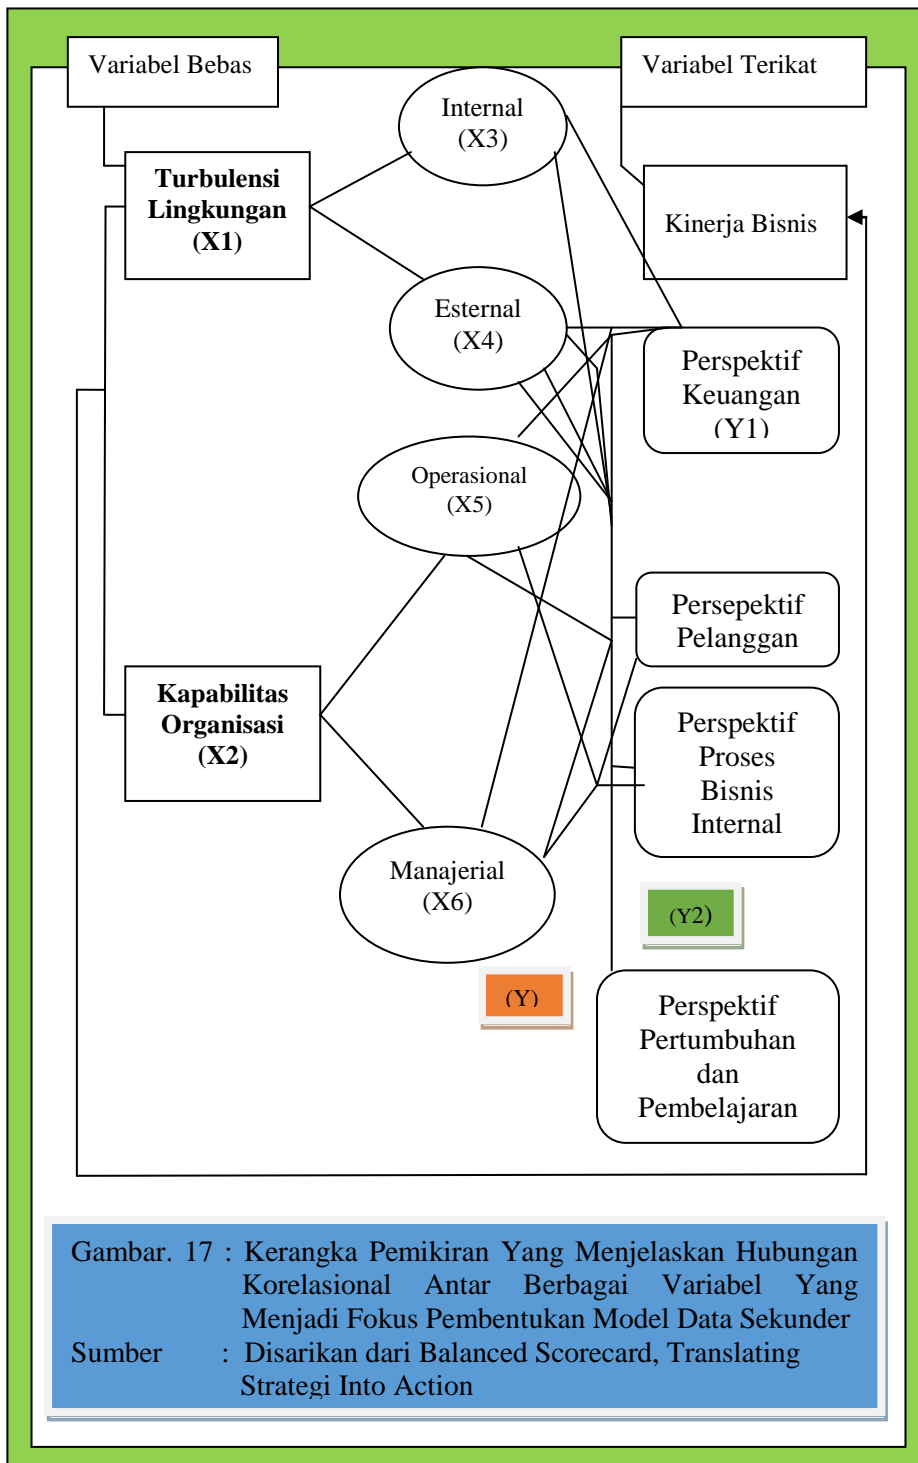 Variabel Bebas
Variabel Terikat
Internal
(X3)
Turbulensi
Lingkungan
(X1)
Kinerja Bisnis
Esternal
(X4)
Perspektif
Keuangan
(Y1)
Operasional
(X5)
Persepektif
Pelanggan
Kapabilitas
Organisasi
(X2)
Perspektif
Proses
Bisnis
Internal
Manajerial
(X6)
(Y2)
(Y)
Perspektif
Pertumbuhan
dan
Pembelajaran
Gambar. 17 : Kerangka Pemikiran Yang Menjelaskan Hubungan
Korelasional Antar Berbagai Variabel Yang
Menjadi Fokus Pembentukan Model Data Sekunder
Sumber : Disarikan dari Balanced Scorecard, Translating
Strategi Into Action